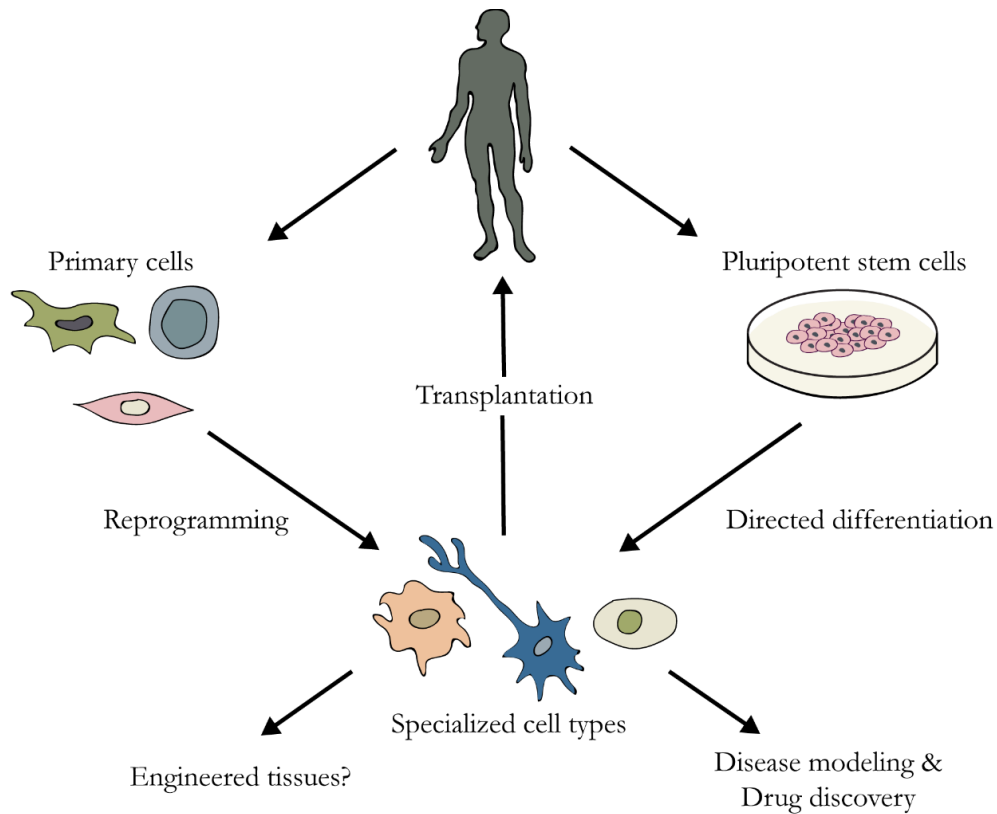 Primary cells
Pluripotent stem cells
Transplantation
Reprogramming
Directed differentiation
Specialized cell types
Engineered tissues?
Disease modeling &
Drug discovery